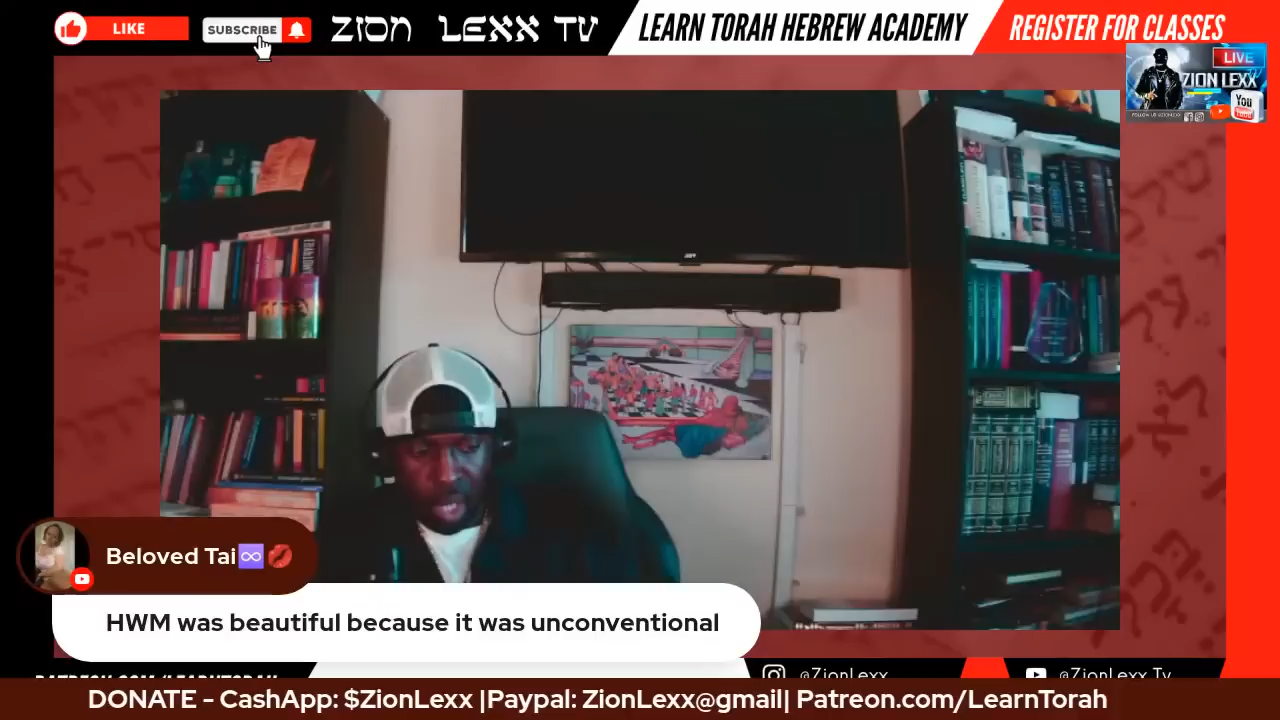 LIKE
SUBSCRIBE
ZION LEXX TV
LEARN TORAH HEBREW ACADEMY
REGISTER FOR CLASSES
LIVE
ZION LEXX
You
Beloved Tai♾️💋
HWM was beautiful because it was unconventional
@ZionLexx
@ZionLexx Tv
DONATE - CashApp: $ZionLexx |Paypal: ZionLexx@gmail| Patreon.com/LearnTorah